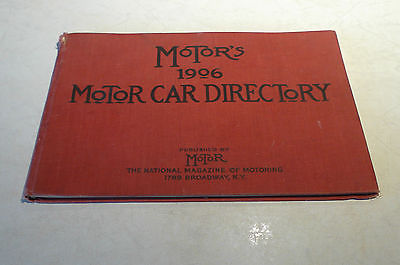 MoToR's
1906
MoToR CAR DIRECToRY
PUBLISHED BY
MoToR
THE NATIONAL MAGAZINE OF MOTORING
1789 BROADWAY, N.Y.